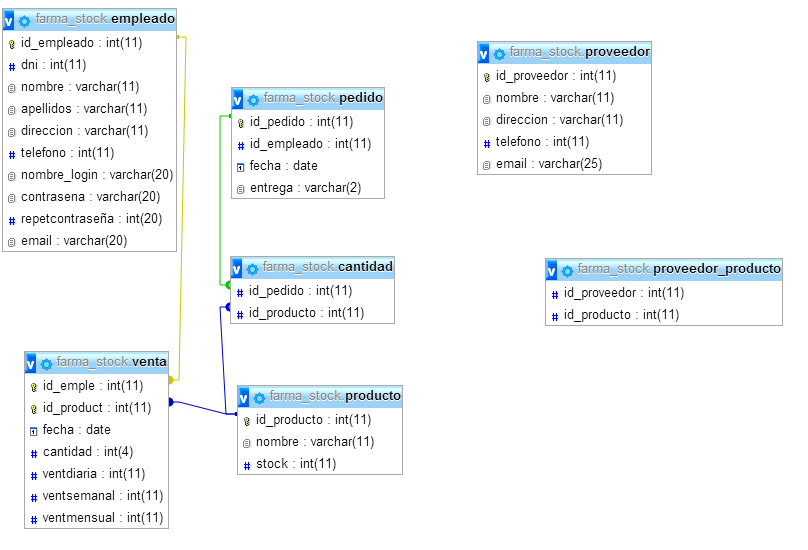 farma_stock.empleado
id_empleado : int(11)
dni : int(11)
nombre : varchar(11)
apellidos : varchar(11)
direccion : varchar(11)
telefono : int(11)
nombre_login : varchar(20)
contrasena : varchar(20)
repetcontraseña : int(20)
email : varchar(20)
farma_stock.pedido
id_pedido : int(11)
id_empleado : int(11)
fecha : date
entrega : varchar(2)
farma_stock.proveedor
id_proveedor : int(11)
nombre : varchar(11)
direccion : varchar(11)
telefono : int(11)
email : varchar(25)
farma_stock.cantidad
id_pedido : int(11)
id_producto : int(11)
farma_stock.proveedor_producto
id_proveedor : int(11)
id_producto : int(11)
farma_stock.venta
id_emple : int(11)
id_product : int(11)
fecha : date
cantidad : int(4)
ventdiaria : int(11)
ventsemanal : int(11)
ventmensual : int(11)
farma_stock.producto
id_producto : int(11)
nombre : varchar(11)
stock : int(11)